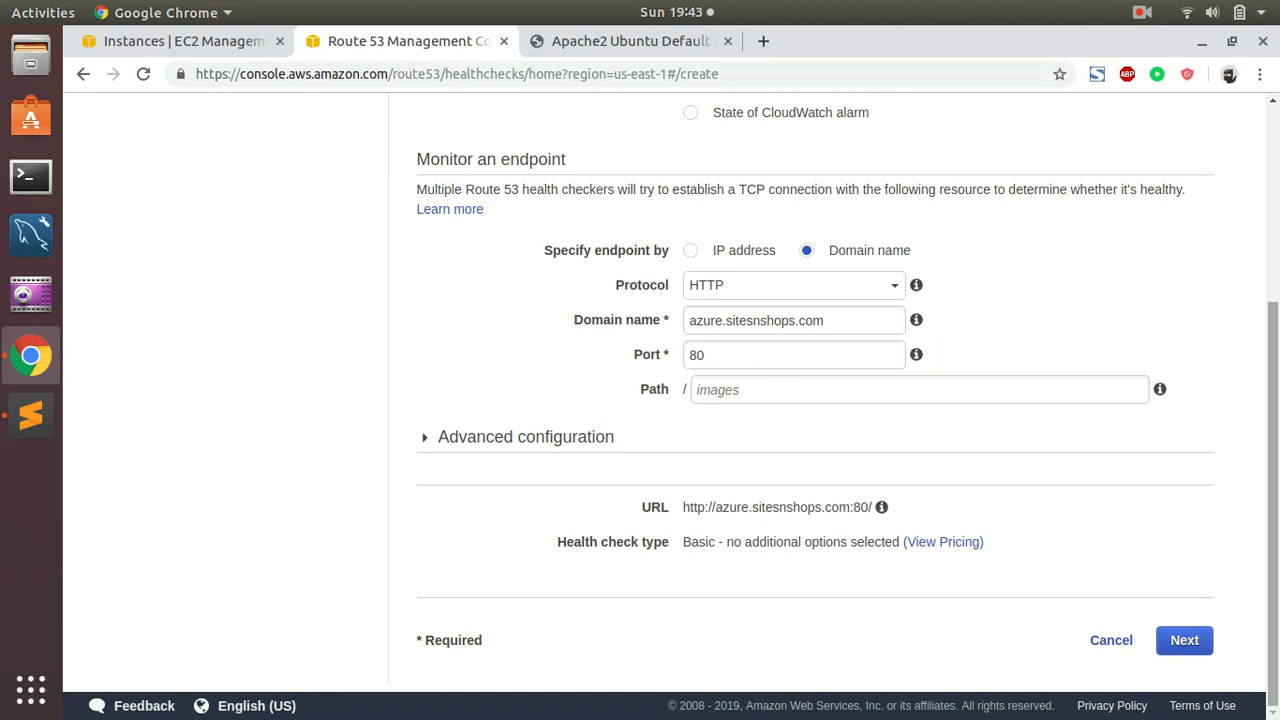 Activities
Google Chrome
Sun 19:43
Instances | EC2 Managem
Route 53 Management Co
Apache2 Ubuntu Default
https://console.aws.amazon.com/route53/healthchecks/home?region=us-east-1#/create
ABP
State of CloudWatch alarm
Monitor an endpoint
Multiple Route 53 health checkers will try to establish a TCP connection with the following resource to determine whether it's healthy.
Learn more
Specify endpoint by IP address Domain name
Protocol HTTP
Domain name * azure.sitesnshops.com
Port * 80
Path / images
Advanced configuration
URL http://azure.sitesnshops.com:80/
Health check type Basic - no additional options selected (View Pricing)
* Required Cancel Next
Feedback English (US) © 2008 - 2019, Amazon Web Services, Inc. or its affiliates. All rights reserved. Privacy Policy Terms of Use